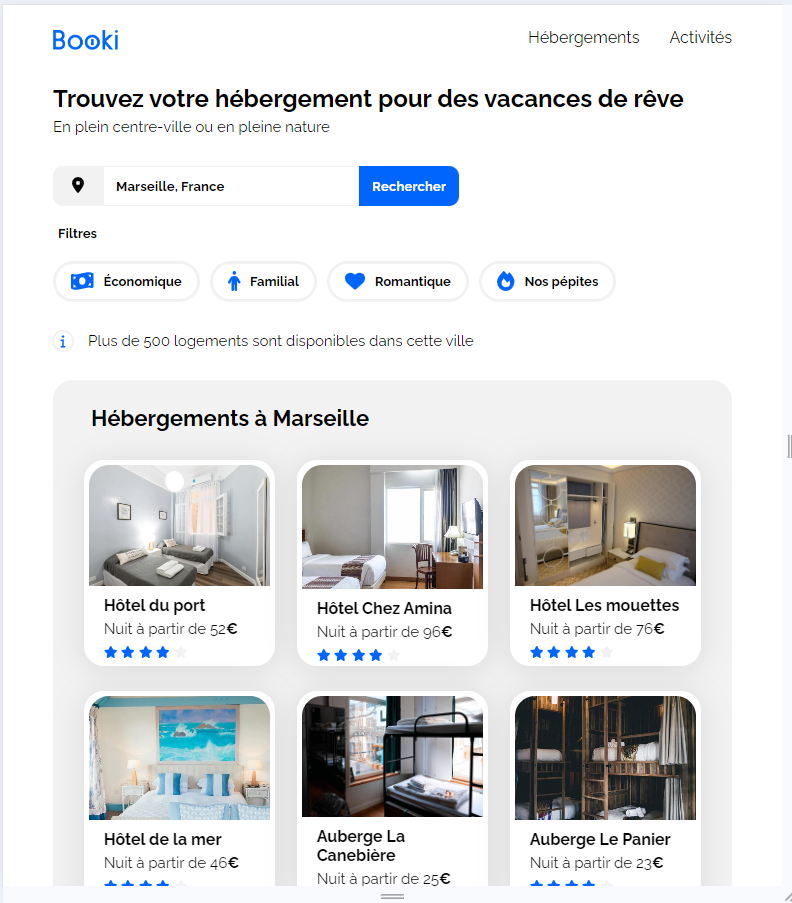 Booki
Hébergements Activités
Trouvez votre hébergement pour des vacances de rêve
En plein centre-ville ou en pleine nature
Marseille, France Rechercher
Filtres
Économique Familial Romantique Nos pépites
Plus de 500 logements sont disponibles dans cette ville
Hébergements à Marseille
Hôtel du port
Nuit à partir de 52€
Hôtel Chez Amina
Nuit à partir de 96€
Hôtel Les mouettes
Nuit à partir de 76€
Hôtel de la mer
Nuit à partir de 46€
Auberge La
Canebière
Nuit à partir de 25€
Auberge Le Panier
Nuit à partir de 23€